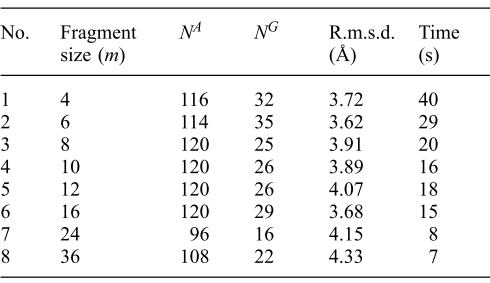 No. Fragment size (m) N^A N^G R.m.s.d. (Å) Time (s)
1 4 116 32 3.72 40
2 6 114 35 3.62 29
3 8 120 25 3.91 20
4 10 120 26 3.89 16
5 12 120 26 4.07 18
6 16 120 29 3.68 15
7 24 96 16 4.15 8
8 36 108 22 4.33 7